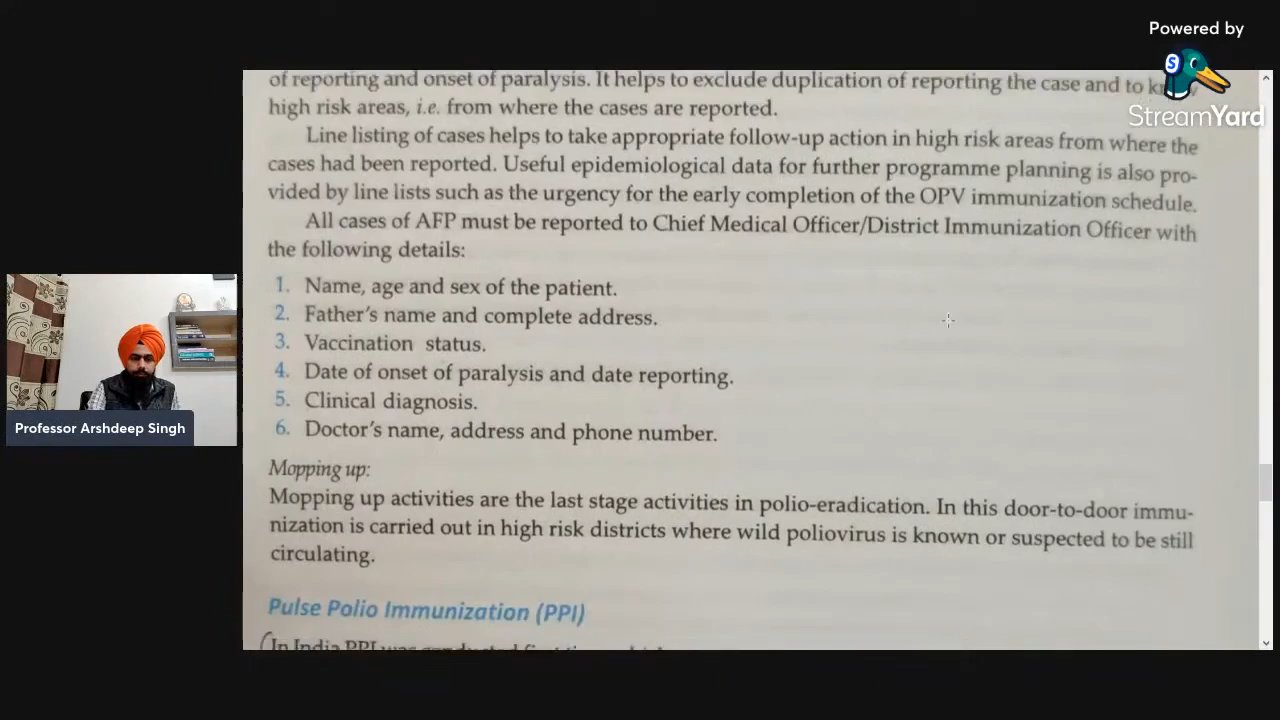 Powered by
StreamYard
of reporting and onset of paralysis. It helps to exclude duplication of reporting the case and to
high risk areas, i.e. from where the cases are reported.
Line listing of cases helps to take appropriate follow-up action in high risk areas from where the
cases had been reported. Useful epidemiological data for further programme planning is also pro-
vided by line lists such as the urgency for the early completion of the OPV immunization schedule.
All cases of AFP must be reported to Chief Medical Officer/District Immunization Officer with
the following details:
1. Name, age and sex of the patient.
2. Father's name and complete address.
3. Vaccination status.
4. Date of onset of paralysis and date reporting.
5. Clinical diagnosis.
6. Doctor's name, address and phone number.
Professor Arshdeep Singh
Mopping up:
Mopping up activities are the last stage activities in polio-eradication. In this door-to-door immu-
nization is carried out in high risk districts where wild poliovirus is known or suspected to be still
circulating.
Pulse Polio Immunization (PPI)
(In India PPI was conducted first